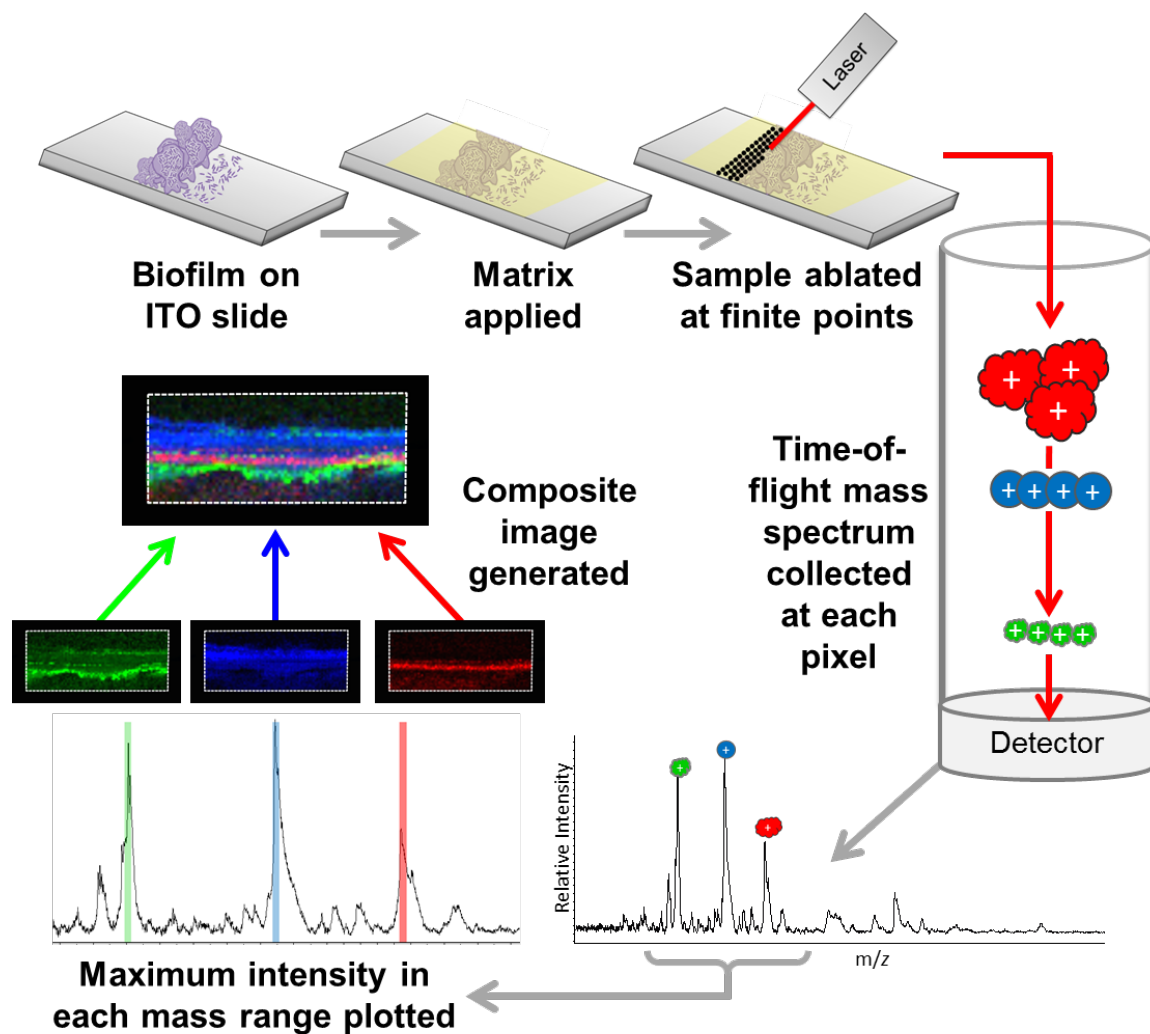 Laser
Biofilm on
ITO slide
Matrix
applied
Sample ablated
at finite points
+
+
+
+ + + +
+ + + +
Time-of-
flight mass
spectrum
collected
at each
pixel
Composite
image
generated
Detector
+
+
+
Relative Intensity
m/z
Maximum intensity in
each mass range plotted